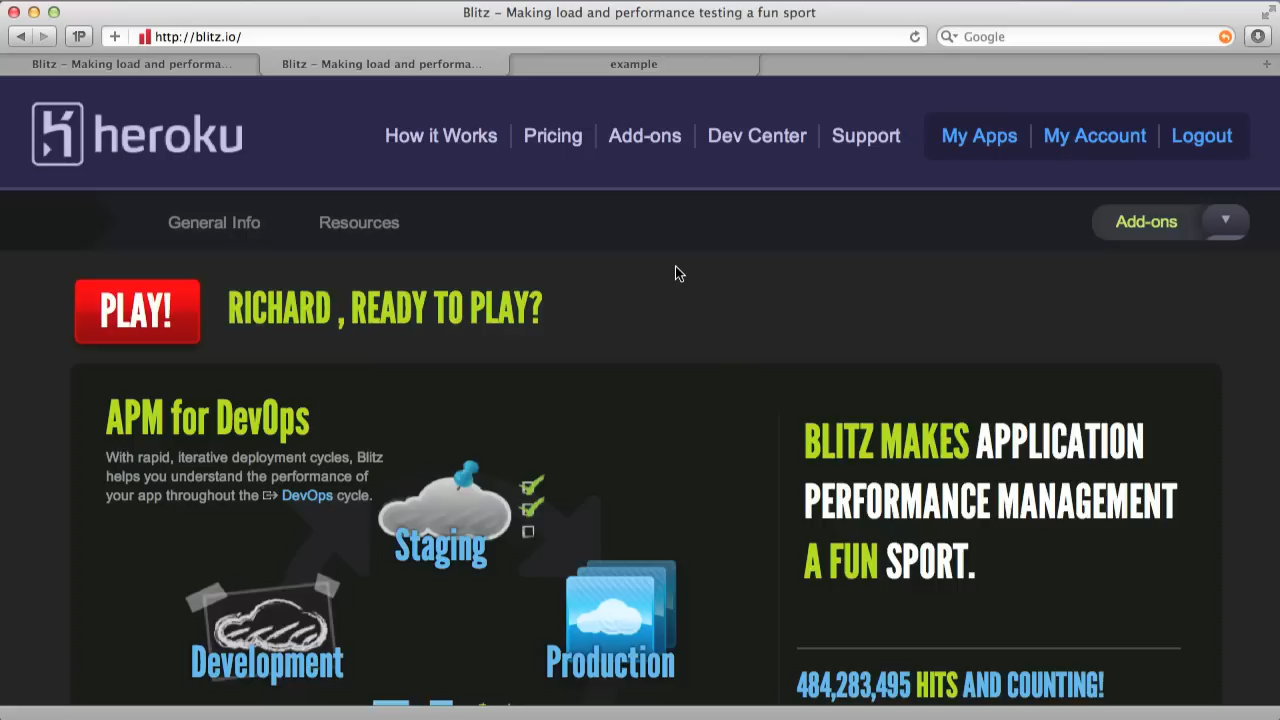 Blitz – Making load and performance testing a fun sport
1P
+
http://blitz.io/
Google
Blitz – Making load and performa...
Blitz – Making load and performa...
example
+
heroku
How it Works
Pricing
Add-ons
Dev Center
Support
My Apps
My Account
Logout
General Info
Resources
Add-ons
PLAY!
RICHARD , READY TO PLAY?
APM for DevOps
With rapid, iterative deployment cycles, Blitz
helps you understand the performance of
your app throughout the DevOps cycle.
Staging
Development
Production
BLITZ MAKES APPLICATION
PERFORMANCE MANAGEMENT
A FUN SPORT.
484,283,495 HITS AND COUNTING!